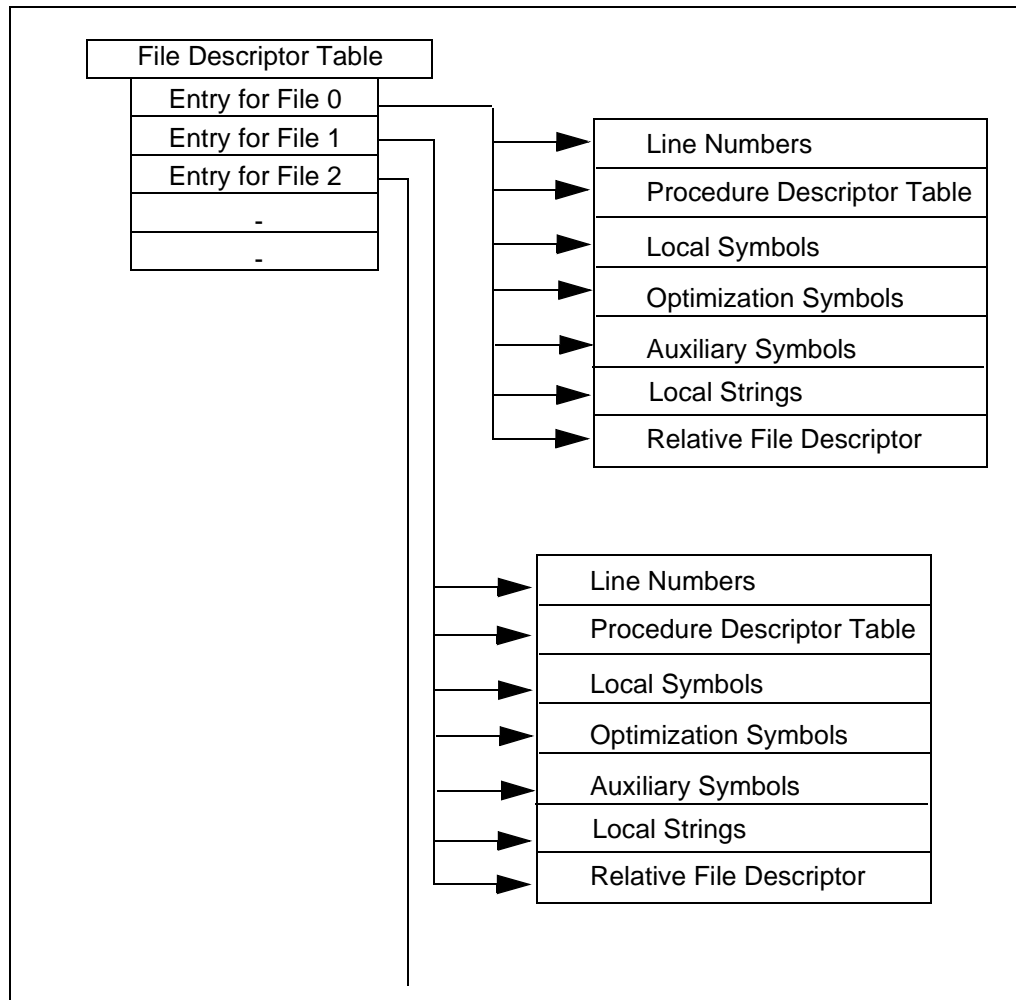 File Descriptor Table
Entry for File 0
Entry for File 1
Entry for File 2
-
-
Line Numbers
Procedure Descriptor Table
Local Symbols
Optimization Symbols
Auxiliary Symbols
Local Strings
Relative File Descriptor
Line Numbers
Procedure Descriptor Table
Local Symbols
Optimization Symbols
Auxiliary Symbols
Local Strings
Relative File Descriptor